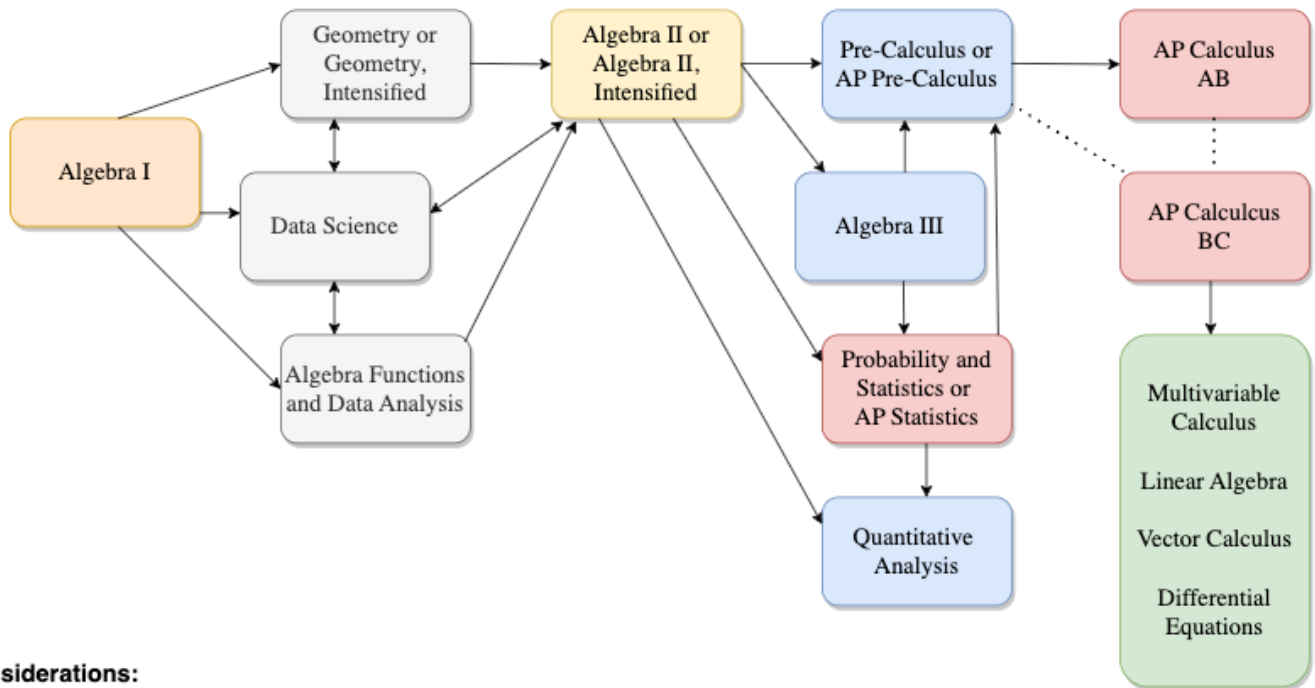 Geometry or
Geometry,
Intensified
Algebra II or
Algebra II,
Intensified
Pre-Calculus or
AP Pre-Calculus
AP Calculus
AB
Algebra I
Data Science
Algebra III
AP Calculcus
BC
Algebra Functions
and Data Analysis
Probability and
Statistics or
AP Statistics
Multivariable
Calculus
Linear Algebra
Vector Calculus
Differential
Equations
Quantitative
Analysis
siderations: